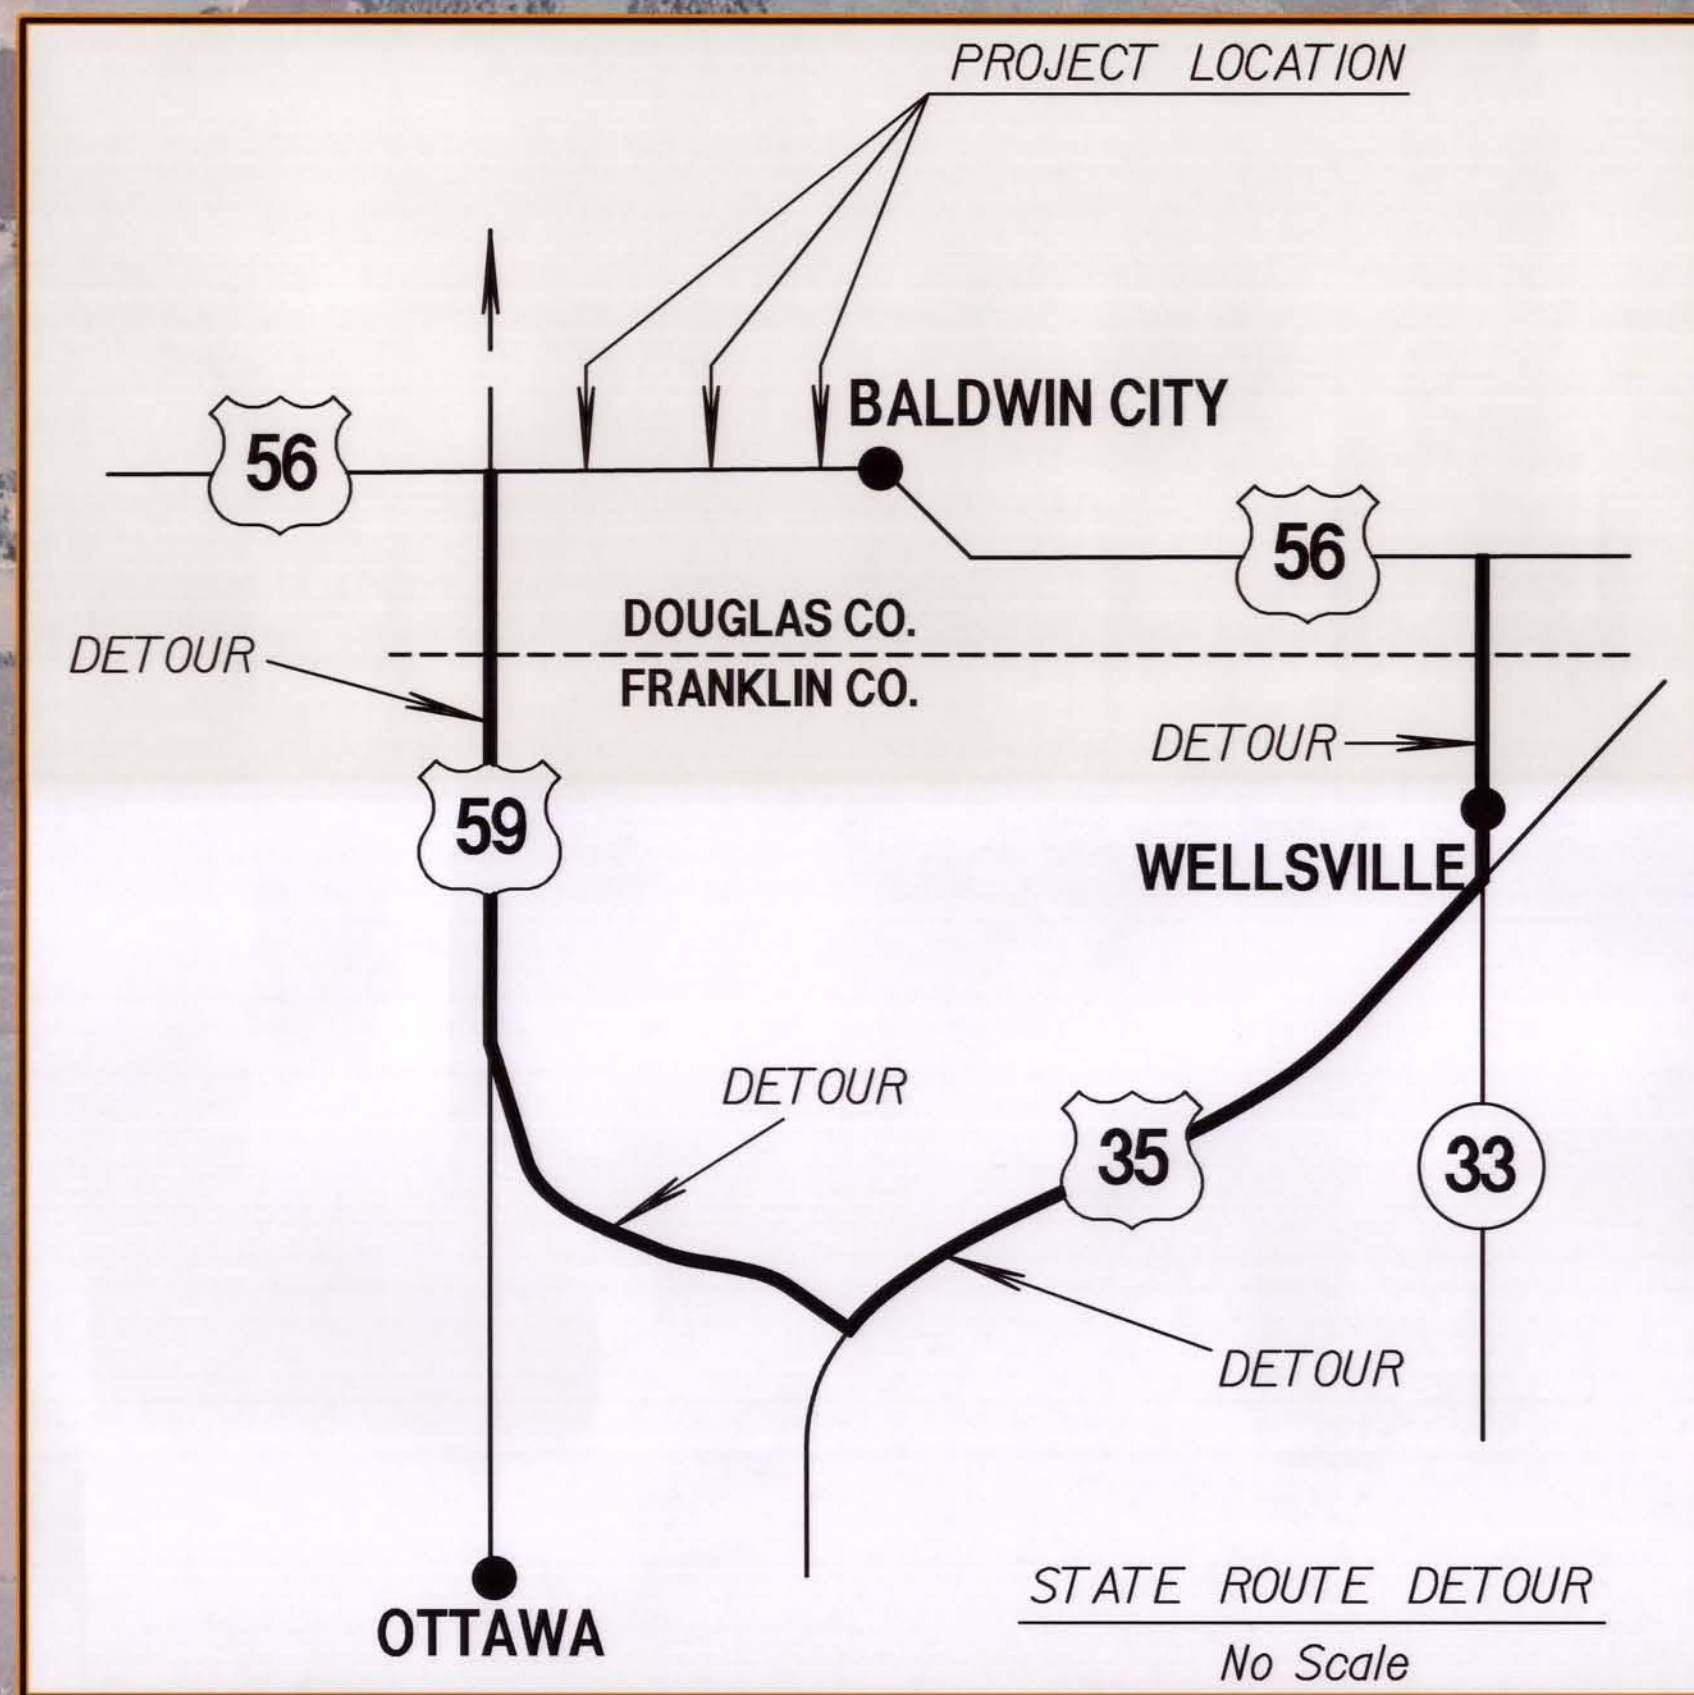 PROJECT LOCATION
BALDWIN CITY
56
56
DOUGLAS CO.
DETOUR
FRANKLIN CO.
DETOUR
59
WELLSVILLE
DETOUR
35
33
DETOUR
STATE ROUTE DETOUR
OTTAWA
No Scale